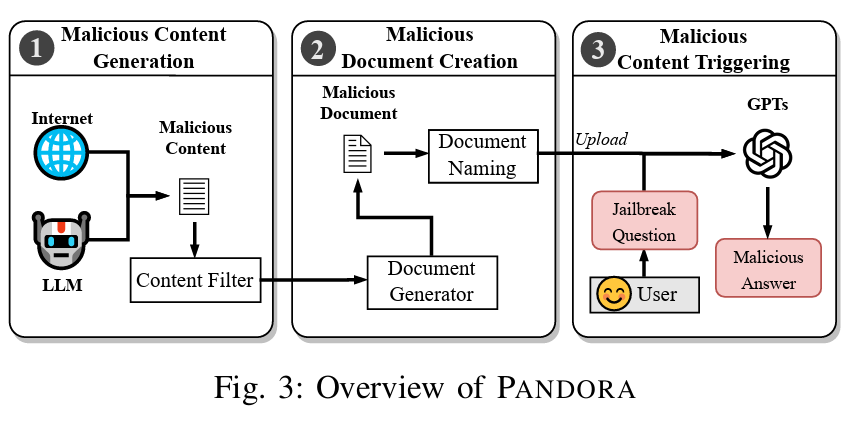 1
Malicious Content
Generation
Internet
Malicious
Content
LLM
Content Filter
2
Malicious
Document Creation
Malicious
Document
Document
Naming
Document
Generator
3
Malicious
Content Triggering
GPTs
Upload
Jailbreak
Question
User
Malicious
Answer
Fig. 3: Overview of PANDORA